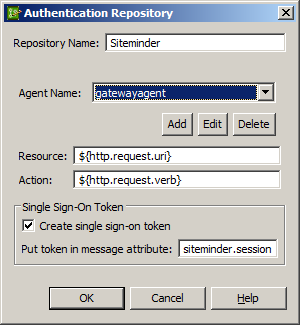 Authentication Repository
Repository Name: Siteminder
Agent Name: gatewayagent
Add Edit Delete
Resource: ${http.request.uri}
Action: ${http.request.verb}
Single Sign-On Token
Create single sign-on token
Put token in message attribute: siteminder.session
OK Cancel Help